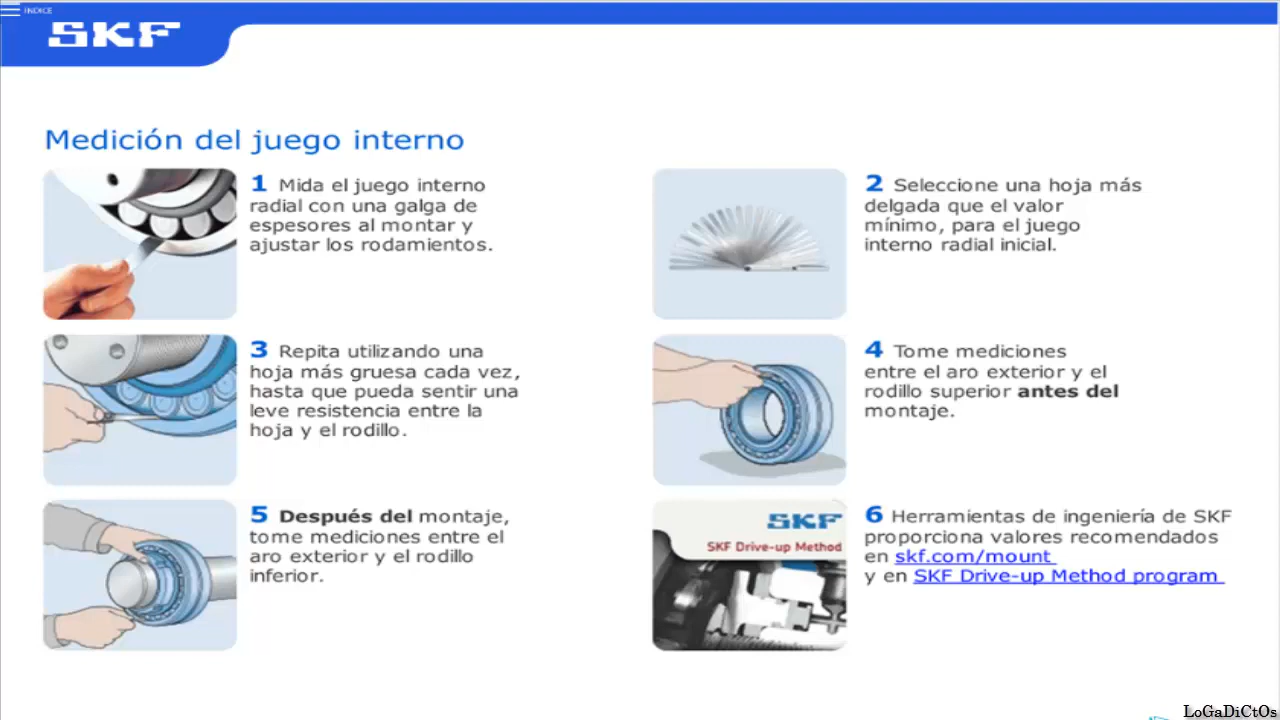 ÍNDICE
SKF
Medición del juego interno
1 Mida el juego interno
radial con una galga de
espesores al montar y
ajustar los rodamientos.
2 Seleccione una hoja más
delgada que el valor
mínimo, para el juego
interno radial inicial.
3 Repita utilizando una
hoja más gruesa cada vez,
hasta que pueda sentir una
leve resistencia entre la
hoja y el rodillo.
4 Tome mediciones
entre el aro exterior y el
rodillo superior antes del
montaje.
5 Después del montaje,
tome mediciones entre el
aro exterior y el rodillo
inferior.
SKF
SKF Drive-up Method
6 Herramientas de ingeniería de SKF
proporciona valores recomendados
en skf.com/mount
y en SKF Drive-up Method program
LoGaDiCtOs